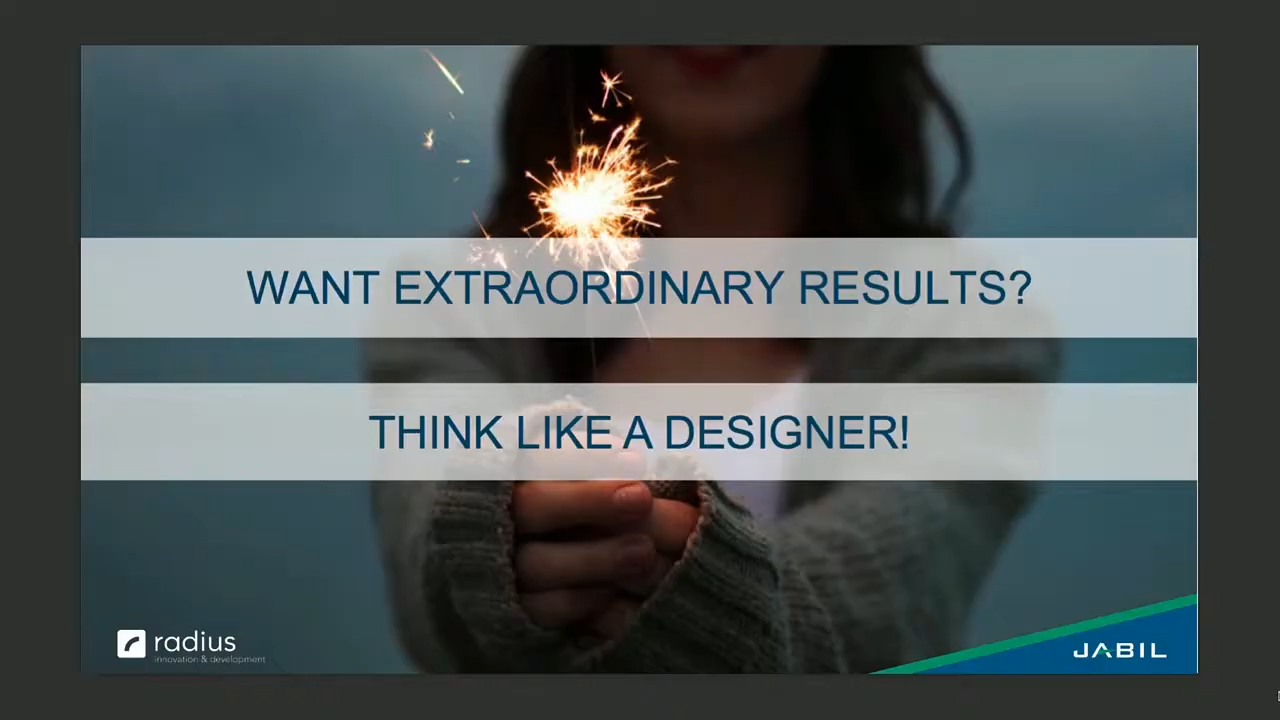 WANT EXTRAORDINARY RESULTS?
THINK LIKE A DESIGNER!
radius
innovation & development
JABIL